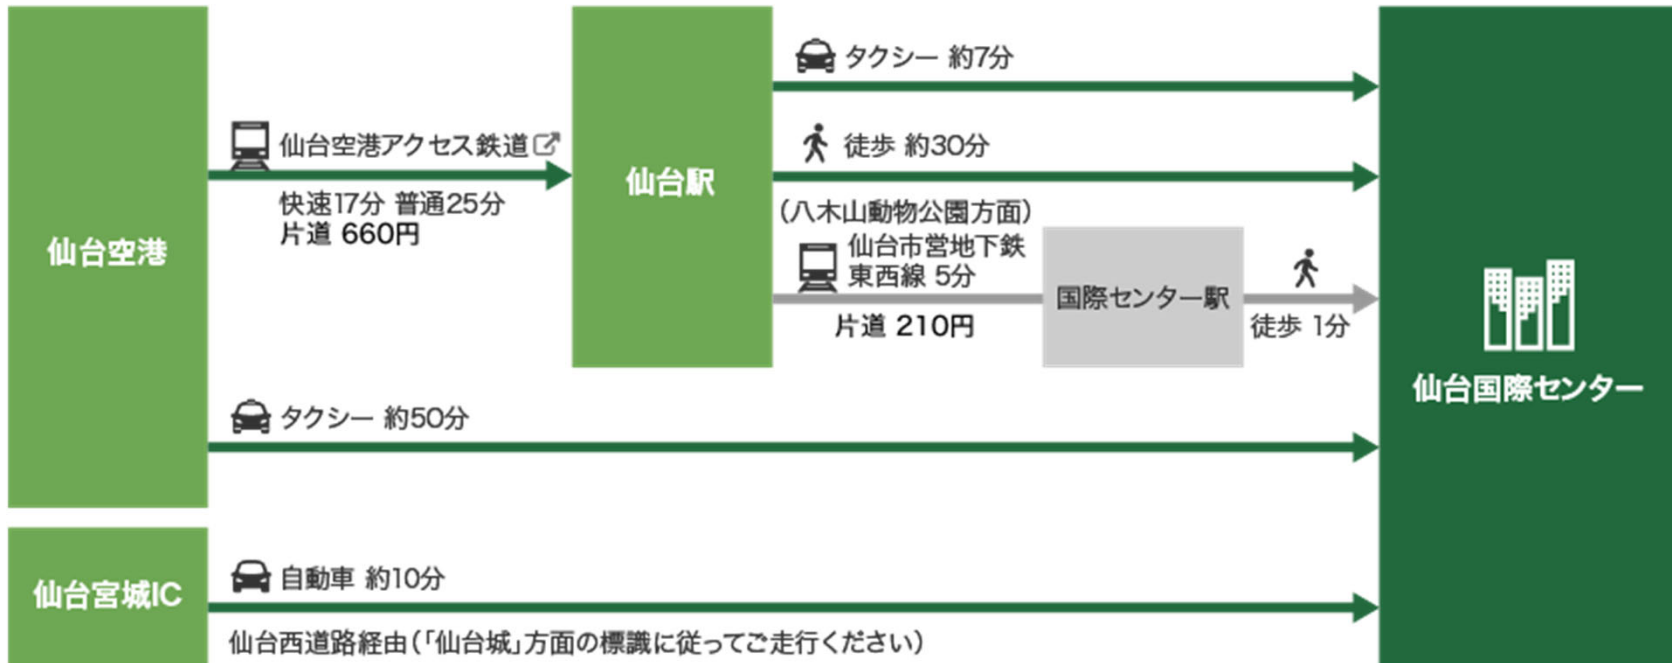 仙台空港
仙台空港アクセス鉄道
快速17分 普通25分
片道 660円
仙台駅
タクシー 約7分
徒歩 約30分
(八木山動物公園方面)
仙台市営地下鉄
東西線 5分
片道 210円
国際センター駅
徒歩 1分
タクシー 約50分
仙台国際センター
仙台宮城IC
自動車 約10分
仙台西道路経由(「仙台城」方面の標識に従ってご走行ください)